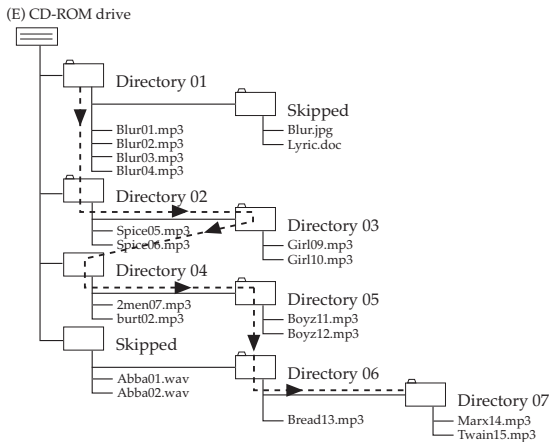 (E) CD-ROM drive
Directory 01
Skipped
Blur01.mp3
Blur02.mp3
Blur03.mp3
Blur04.mp3
Blur.jpg
Lyric.doc
Directory 02
Directory 03
Spice05.mp3
Spice06.mp3
Girl09.mp3
Girl10.mp3
Directory 04
Directory 05
2men07.mp3
burt02.mp3
Boyz11.mp3
Boyz12.mp3
Skipped
Directory 06
Abba01.wav
Abba02.wav
Directory 07
Bread13.mp3
Marx14.mp3
Twain15.mp3